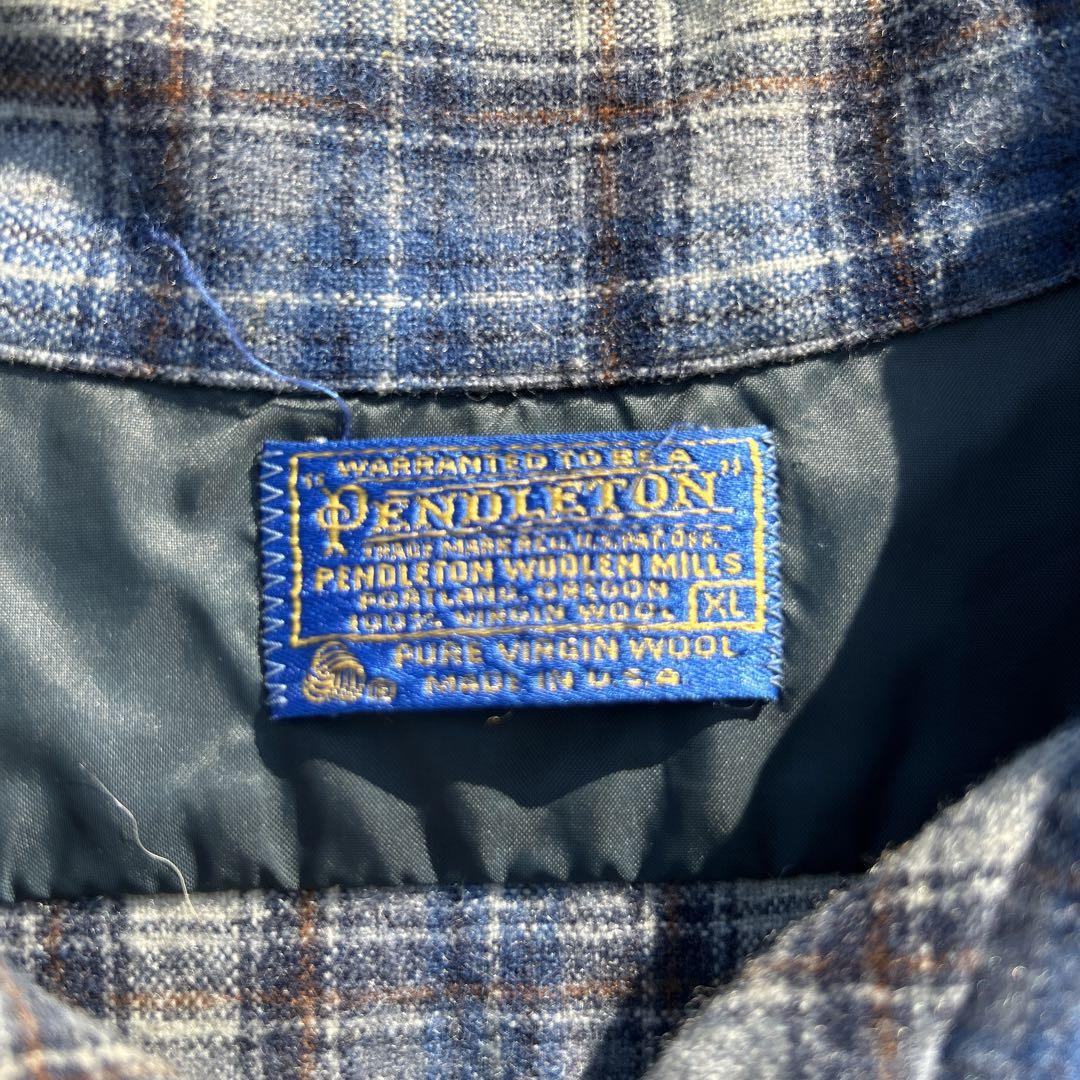 WARRANTED TO BE A
"PENDLETON"
TRADE MARK REG. U.S. PAT. OFF.
PENDLETON WOOLEN MILLS
PORTLAND, OREGON
100% VIRGIN WOOL XL
PURE VIRGIN WOOL
MADE IN U.S.A.